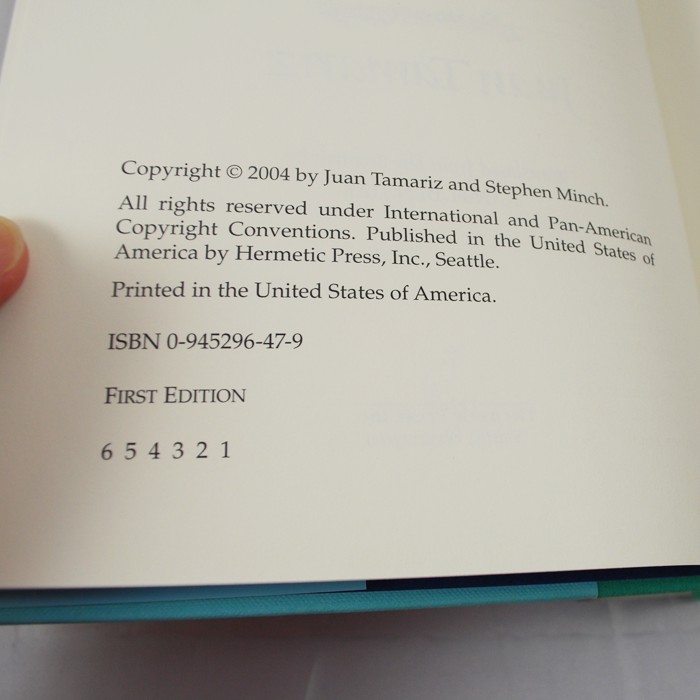 Copyright © 2004 by Juan Tamariz and Stephen Minch.
All rights reserved under International and Pan-American
Copyright Conventions. Published in the United States of
America by Hermetic Press, Inc., Seattle.
Printed in the United States of America.
ISBN 0-945296-47-9
FIRST EDITION
6 5 4 3 2 1